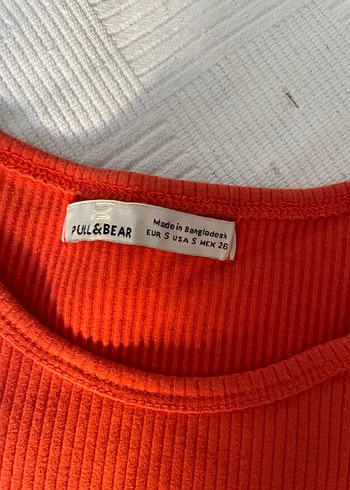 PULL&BEAR
Made in Bangladesh
EUR S USA S MEX 26